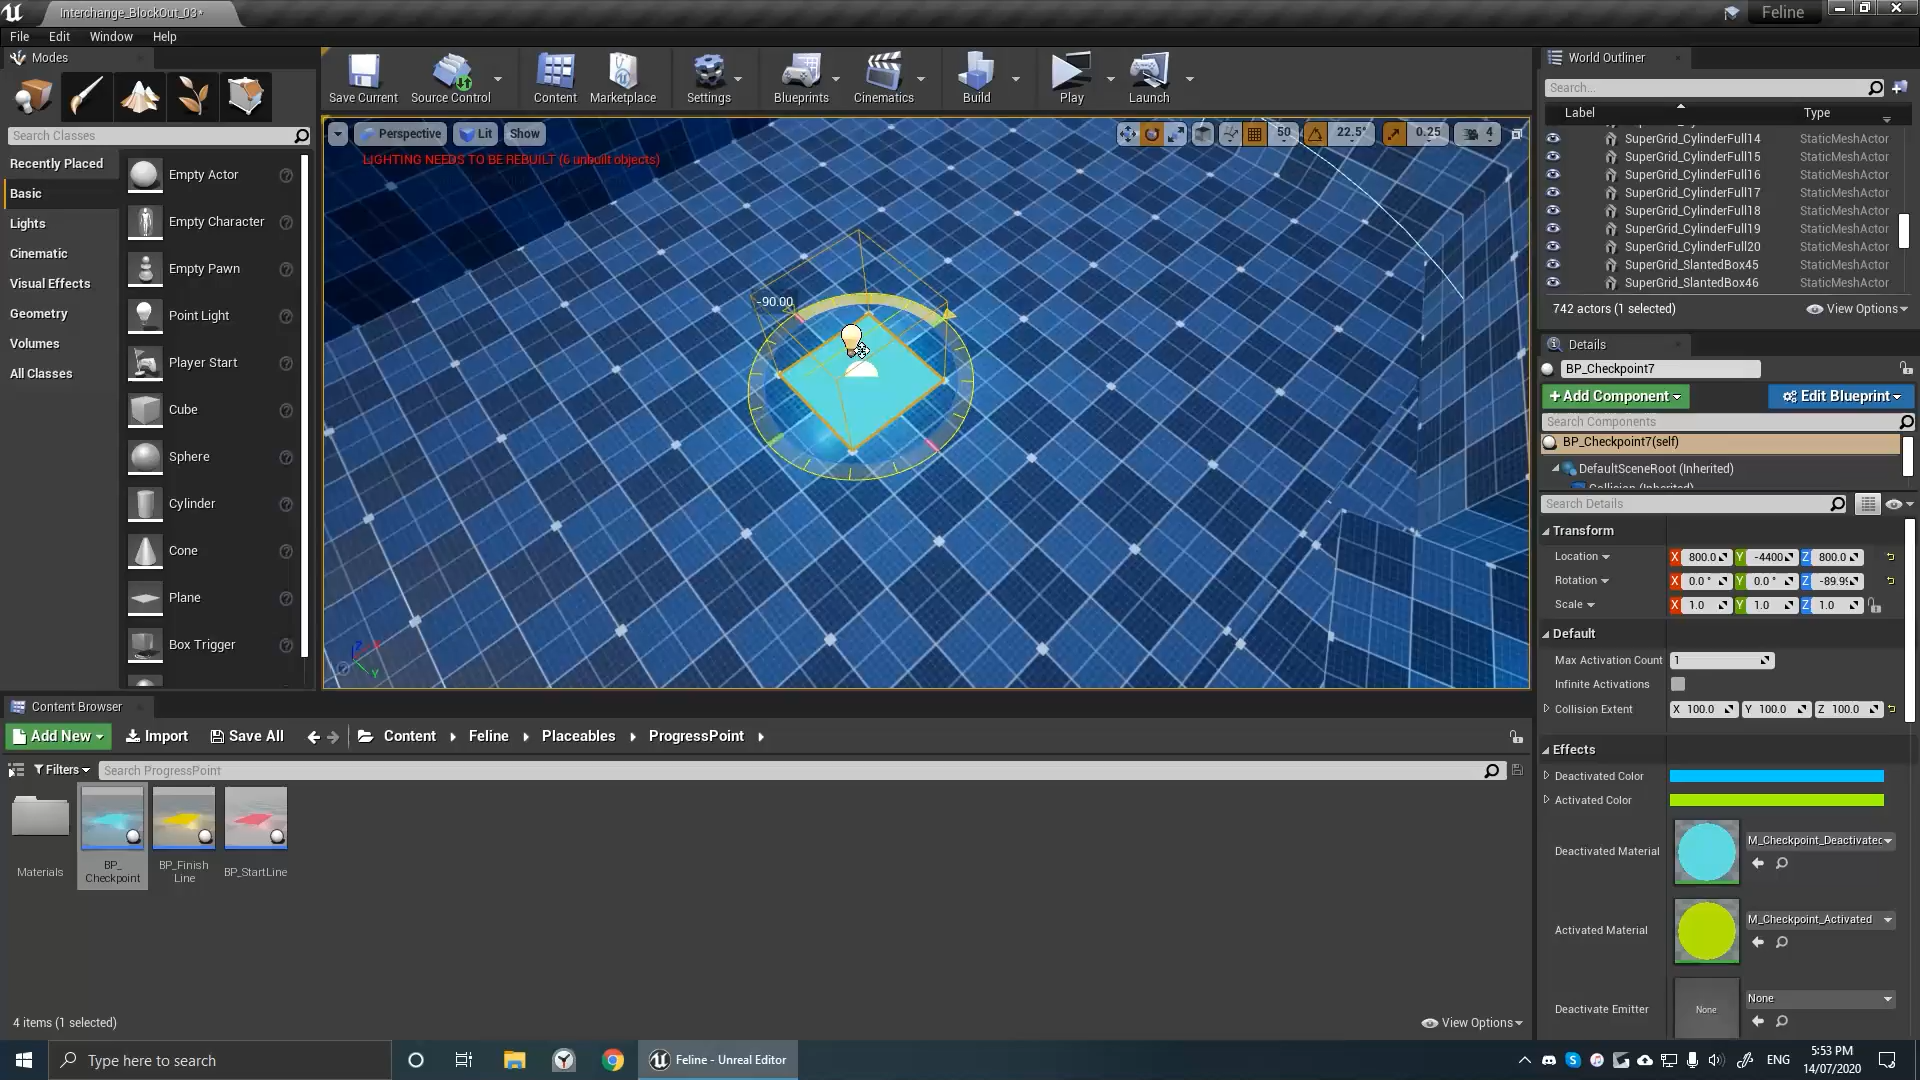 Interchange_BlockOut_03*
Feline
File Edit Window Help
Modes
Search Classes
Recently Placed
Basic
Lights
Cinematic
Visual Effects
Geometry
Volumes
All Classes
Empty Actor
Empty Character
Empty Pawn
Point Light
Player Start
Cube
Sphere
Cylinder
Cone
Plane
Box Trigger
Save Current
Source Control
Content
Marketplace
Settings
Blueprints
Cinematics
Build
Play
Launch
Perspective Lit Show
50 22.5° 0.25 4
LIGHTING NEEDS TO BE REBUILT (6 unbuilt objects)
-90.00
Z X Y
World Outliner
Search...
Label Type
SuperGrid_CylinderFull14 StaticMeshActor
SuperGrid_CylinderFull15 StaticMeshActor
SuperGrid_CylinderFull16 StaticMeshActor
SuperGrid_CylinderFull17 StaticMeshActor
SuperGrid_CylinderFull18 StaticMeshActor
SuperGrid_CylinderFull19 StaticMeshActor
SuperGrid_CylinderFull20 StaticMeshActor
SuperGrid_SlantedBox45 StaticMeshActor
SuperGrid_SlantedBox46 StaticMeshActor
742 actors (1 selected) View Options
Details
BP_Checkpoint7
+Add Component Edit Blueprint
Search Components
BP_Checkpoint7(self)
DefaultSceneRoot (Inherited)
Collision (Inherited)
Search Details
Transform
Location X 800.0 Y -4400 Z 800.0
Rotation X 0.0 ° Y 0.0 ° Z -89.9
Scale X 1.0 Y 1.0 Z 1.0
Default
Max Activation Count 1
Infinite Activations
Collision Extent X 100.0 Y 100.0 Z 100.0
Effects
Deactivated Color
Activated Color
Deactivated Material M_Checkpoint_Deactivated
Activated Material M_Checkpoint_Activated
Deactivate Emitter None None
Content Browser
Add New Import Save All Content Feline Placeables ProgressPoint
Filters Search ProgressPoint
Materials
BP_
Checkpoint
BP_Finish
Line
BP_StartLine
4 items (1 selected) View Options
Type here to search
Feline - Unreal Editor
ENG
5:53 PM
14/07/2020